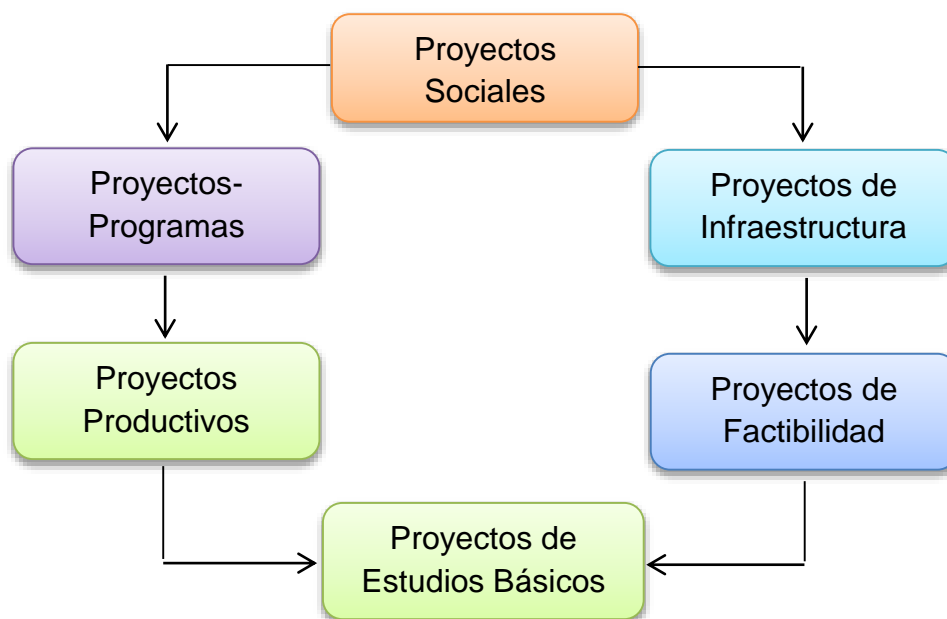 Proyectos
Sociales
Proyectos-
Programas
Proyectos de
Infraestructura
Proyectos
Productivos
Proyectos de
Factibilidad
Proyectos de
Estudios Básicos